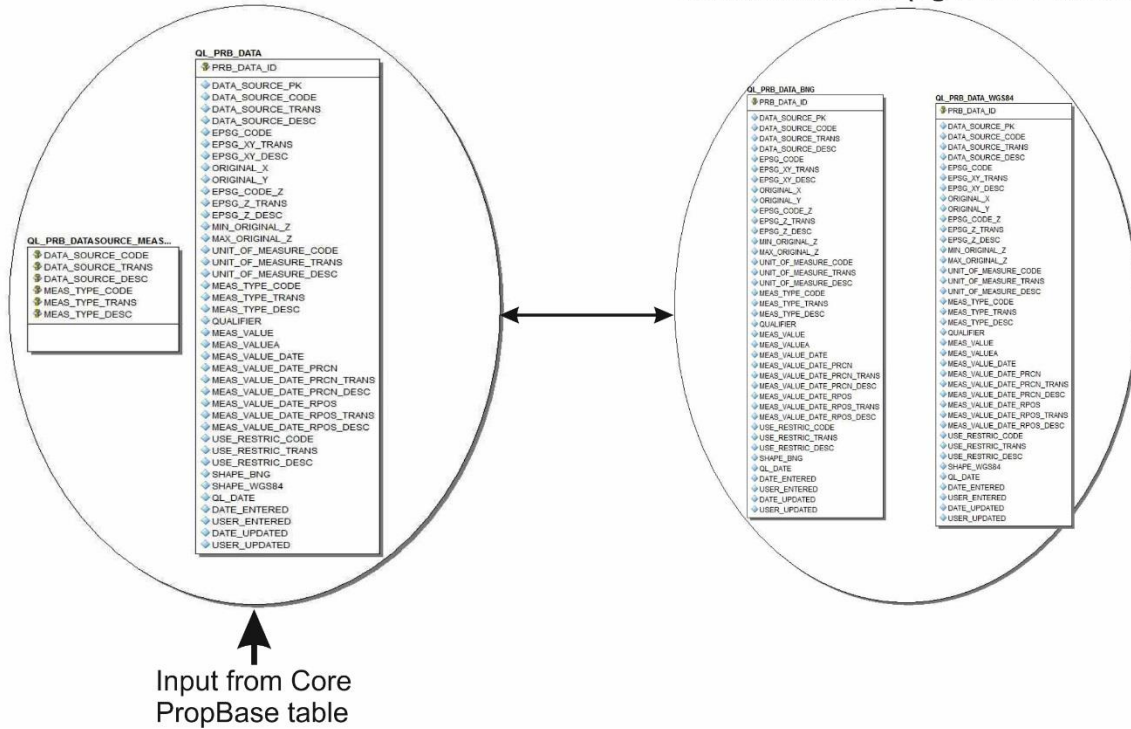 QL_PRB_DATASOURCE_MEAS...
DATA_SOURCE_CODE
DATA_SOURCE_TRANS
DATA_SOURCE_DESC
MEAS_TYPE_CODE
MEAS_TYPE_TRANS
MEAS_TYPE_DESC
QL_PRB_DATA
PRB_DATA_ID
DATA_SOURCE_PK
DATA_SOURCE_CODE
DATA_SOURCE_TRANS
DATA_SOURCE_DESC
EPSG_CODE
EPSG_XY_TRANS
EPSG_XY_DESC
ORIGINAL_X
ORIGINAL_Y
EPSG_CODE_Z
EPSG_Z_TRANS
EPSG_Z_DESC
MIN_ORIGINAL_Z
MAX_ORIGINAL_Z
UNIT_OF_MEASURE_CODE
UNIT_OF_MEASURE_TRANS
UNIT_OF_MEASURE_DESC
MEAS_TYPE_CODE
MEAS_TYPE_TRANS
MEAS_TYPE_DESC
QUALIFIER
MEAS_VALUE
MEAS_VALUEA
MEAS_VALUE_DATE
MEAS_VALUE_DATE_PRCN
MEAS_VALUE_DATE_PRCN_TRANS
MEAS_VALUE_DATE_PRCN_DESC
MEAS_VALUE_DATE_RPOS
MEAS_VALUE_DATE_RPOS_TRANS
MEAS_VALUE_DATE_RPOS_DESC
USE_RESTRIC_CODE
USE_RESTRIC_TRANS
USE_RESTRIC_DESC
SHAPE_BNG
SHAPE_WGS84
QL_DATE
DATE_ENTERED
USER_ENTERED
DATE_UPDATED
USER_UPDATED
QL_PRB_DATA_BNG
PRB_DATA_ID
DATA_SOURCE_PK
DATA_SOURCE_CODE
DATA_SOURCE_TRANS
DATA_SOURCE_DESC
EPSG_CODE
EPSG_XY_TRANS
EPSG_XY_DESC
ORIGINAL_X
ORIGINAL_Y
EPSG_CODE_Z
EPSG_Z_TRANS
EPSG_Z_DESC
MIN_ORIGINAL_Z
MAX_ORIGINAL_Z
UNIT_OF_MEASURE_CODE
UNIT_OF_MEASURE_TRANS
UNIT_OF_MEASURE_DESC
MEAS_TYPE_CODE
MEAS_TYPE_TRANS
MEAS_TYPE_DESC
QUALIFIER
MEAS_VALUE
MEAS_VALUEA
MEAS_VALUE_DATE
MEAS_VALUE_DATE_PRCN
MEAS_VALUE_DATE_PRCN_TRANS
MEAS_VALUE_DATE_PRCN_DESC
MEAS_VALUE_DATE_RPOS
MEAS_VALUE_DATE_RPOS_TRANS
MEAS_VALUE_DATE_RPOS_DESC
USE_RESTRIC_CODE
USE_RESTRIC_TRANS
USE_RESTRIC_DESC
SHAPE_BNG
QL_DATE
DATE_ENTERED
USER_ENTERED
DATE_UPDATED
USER_UPDATED
QL_PRB_DATA_WGS84
PRB_DATA_ID
DATA_SOURCE_PK
DATA_SOURCE_CODE
DATA_SOURCE_TRANS
DATA_SOURCE_DESC
EPSG_CODE
EPSG_XY_TRANS
EPSG_XY_DESC
ORIGINAL_X
ORIGINAL_Y
EPSG_CODE_Z
EPSG_Z_TRANS
EPSG_Z_DESC
MIN_ORIGINAL_Z
MAX_ORIGINAL_Z
UNIT_OF_MEASURE_CODE
UNIT_OF_MEASURE_TRANS
UNIT_OF_MEASURE_DESC
MEAS_TYPE_CODE
MEAS_TYPE_TRANS
MEAS_TYPE_DESC
QUALIFIER
MEAS_VALUE
MEAS_VALUEA
MEAS_VALUE_DATE
MEAS_VALUE_DATE_PRCN
MEAS_VALUE_DATE_PRCN_TRANS
MEAS_VALUE_DATE_PRCN_DESC
MEAS_VALUE_DATE_RPOS
MEAS_VALUE_DATE_RPOS_TRANS
MEAS_VALUE_DATE_RPOS_DESC
USE_RESTRIC_CODE
USE_RESTRIC_TRANS
USE_RESTRIC_DESC
SHAPE_WGS84
QL_DATE
DATE_ENTERED
USER_ENTERED
DATE_UPDATED
USER_UPDATED
Input from Core
PropBase table